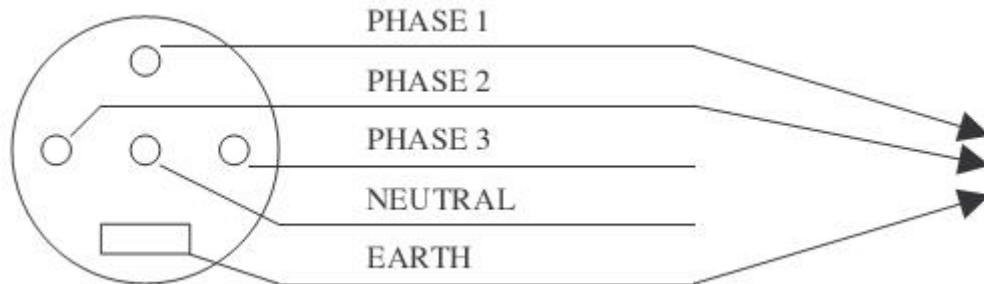 PHASE 1
PHASE 2
PHASE 3
NEUTRAL
EARTH